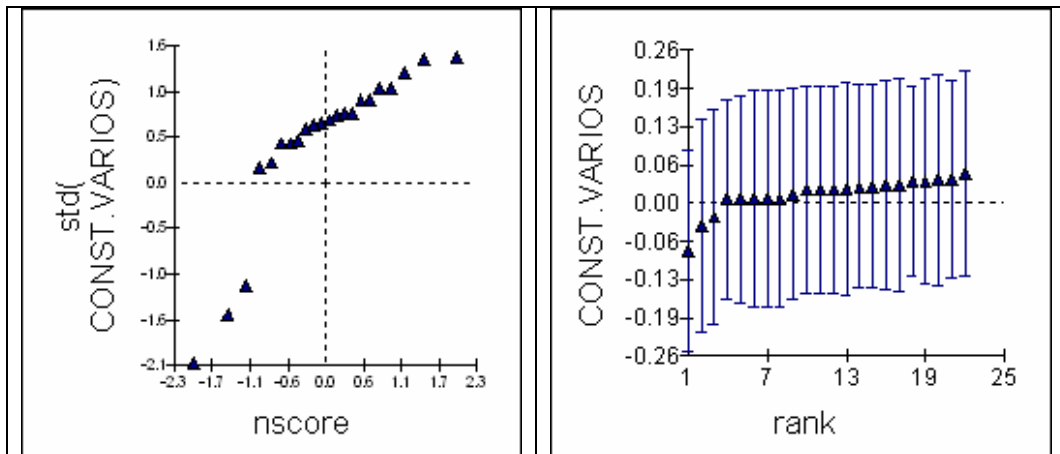 1.6
1.0
0.5
0.0
-0.5
-1.0
-1.6
-2.1
-2.3 -1.7 -1.1 -0.6 0.0 0.6 1.1 1.7 2.3
std(
CONST.VARIOS)
nscore
0.26
0.19
0.13
0.06
0.00
-0.06
-0.13
-0.19
-0.26
1 7 13 19 25
CONST.VARIOS
rank